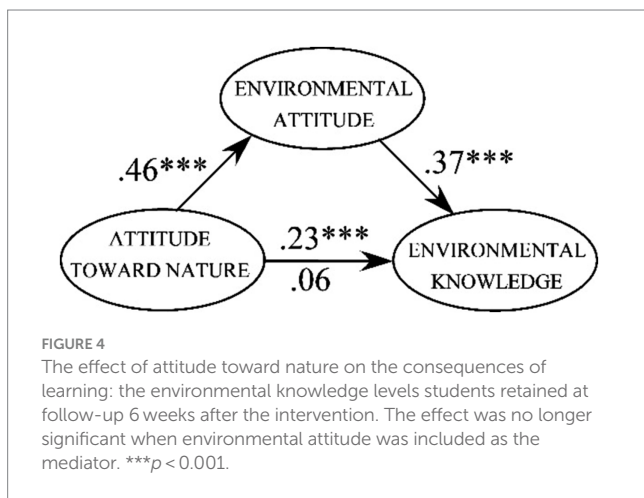 ENVIRONMENTAL
ATTITUDE
.46***
.37***
ATTITUDE
TOWARD NATURE
.23***
.06
ENVIRONMENTAL
KNOWLEDGE
FIGURE 4
The effect of attitude toward nature on the consequences of
learning: the environmental knowledge levels students retained at
follow-up 6 weeks after the intervention. The effect was no longer
significant when environmental attitude was included as the
mediator. ***p < 0.001.